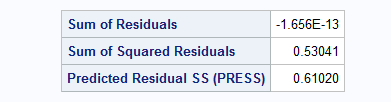 Sum of Residuals -1.656E-13
Sum of Squared Residuals 0.53041
Predicted Residual SS (PRESS) 0.61020